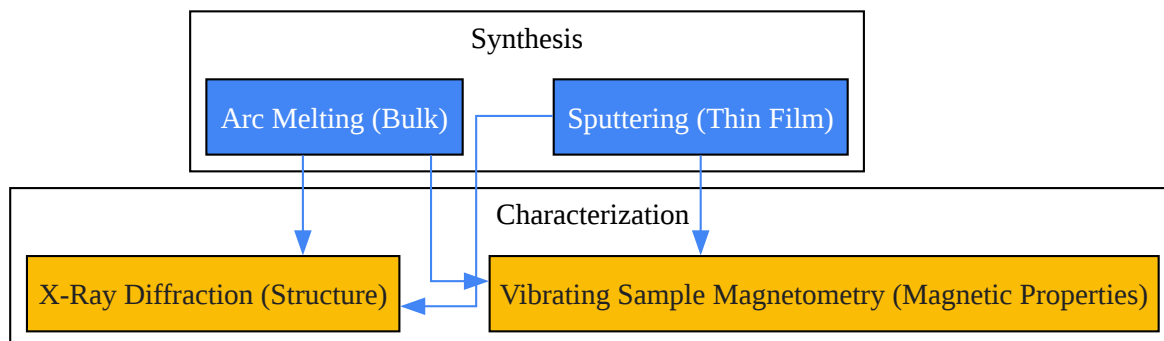 Synthesis
Arc Melting (Bulk)
Sputtering (Thin Film)
Characterization
X-Ray Diffraction (Structure)
Vibrating Sample Magnetometry (Magnetic Properties)